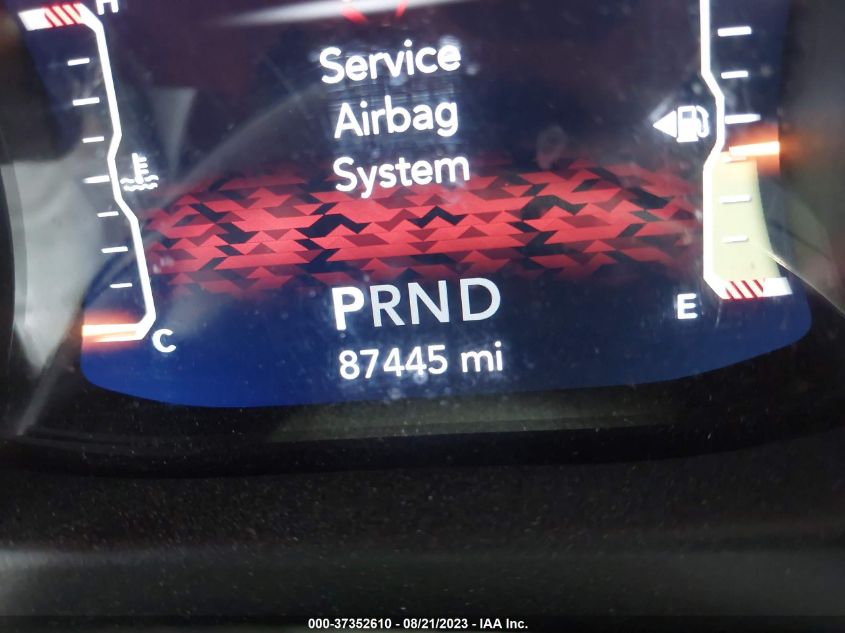 H
Service
Airbag
System
PRND
E
C
87445 mi
000-37352610 - 08/21/2023 - IAA Inc.